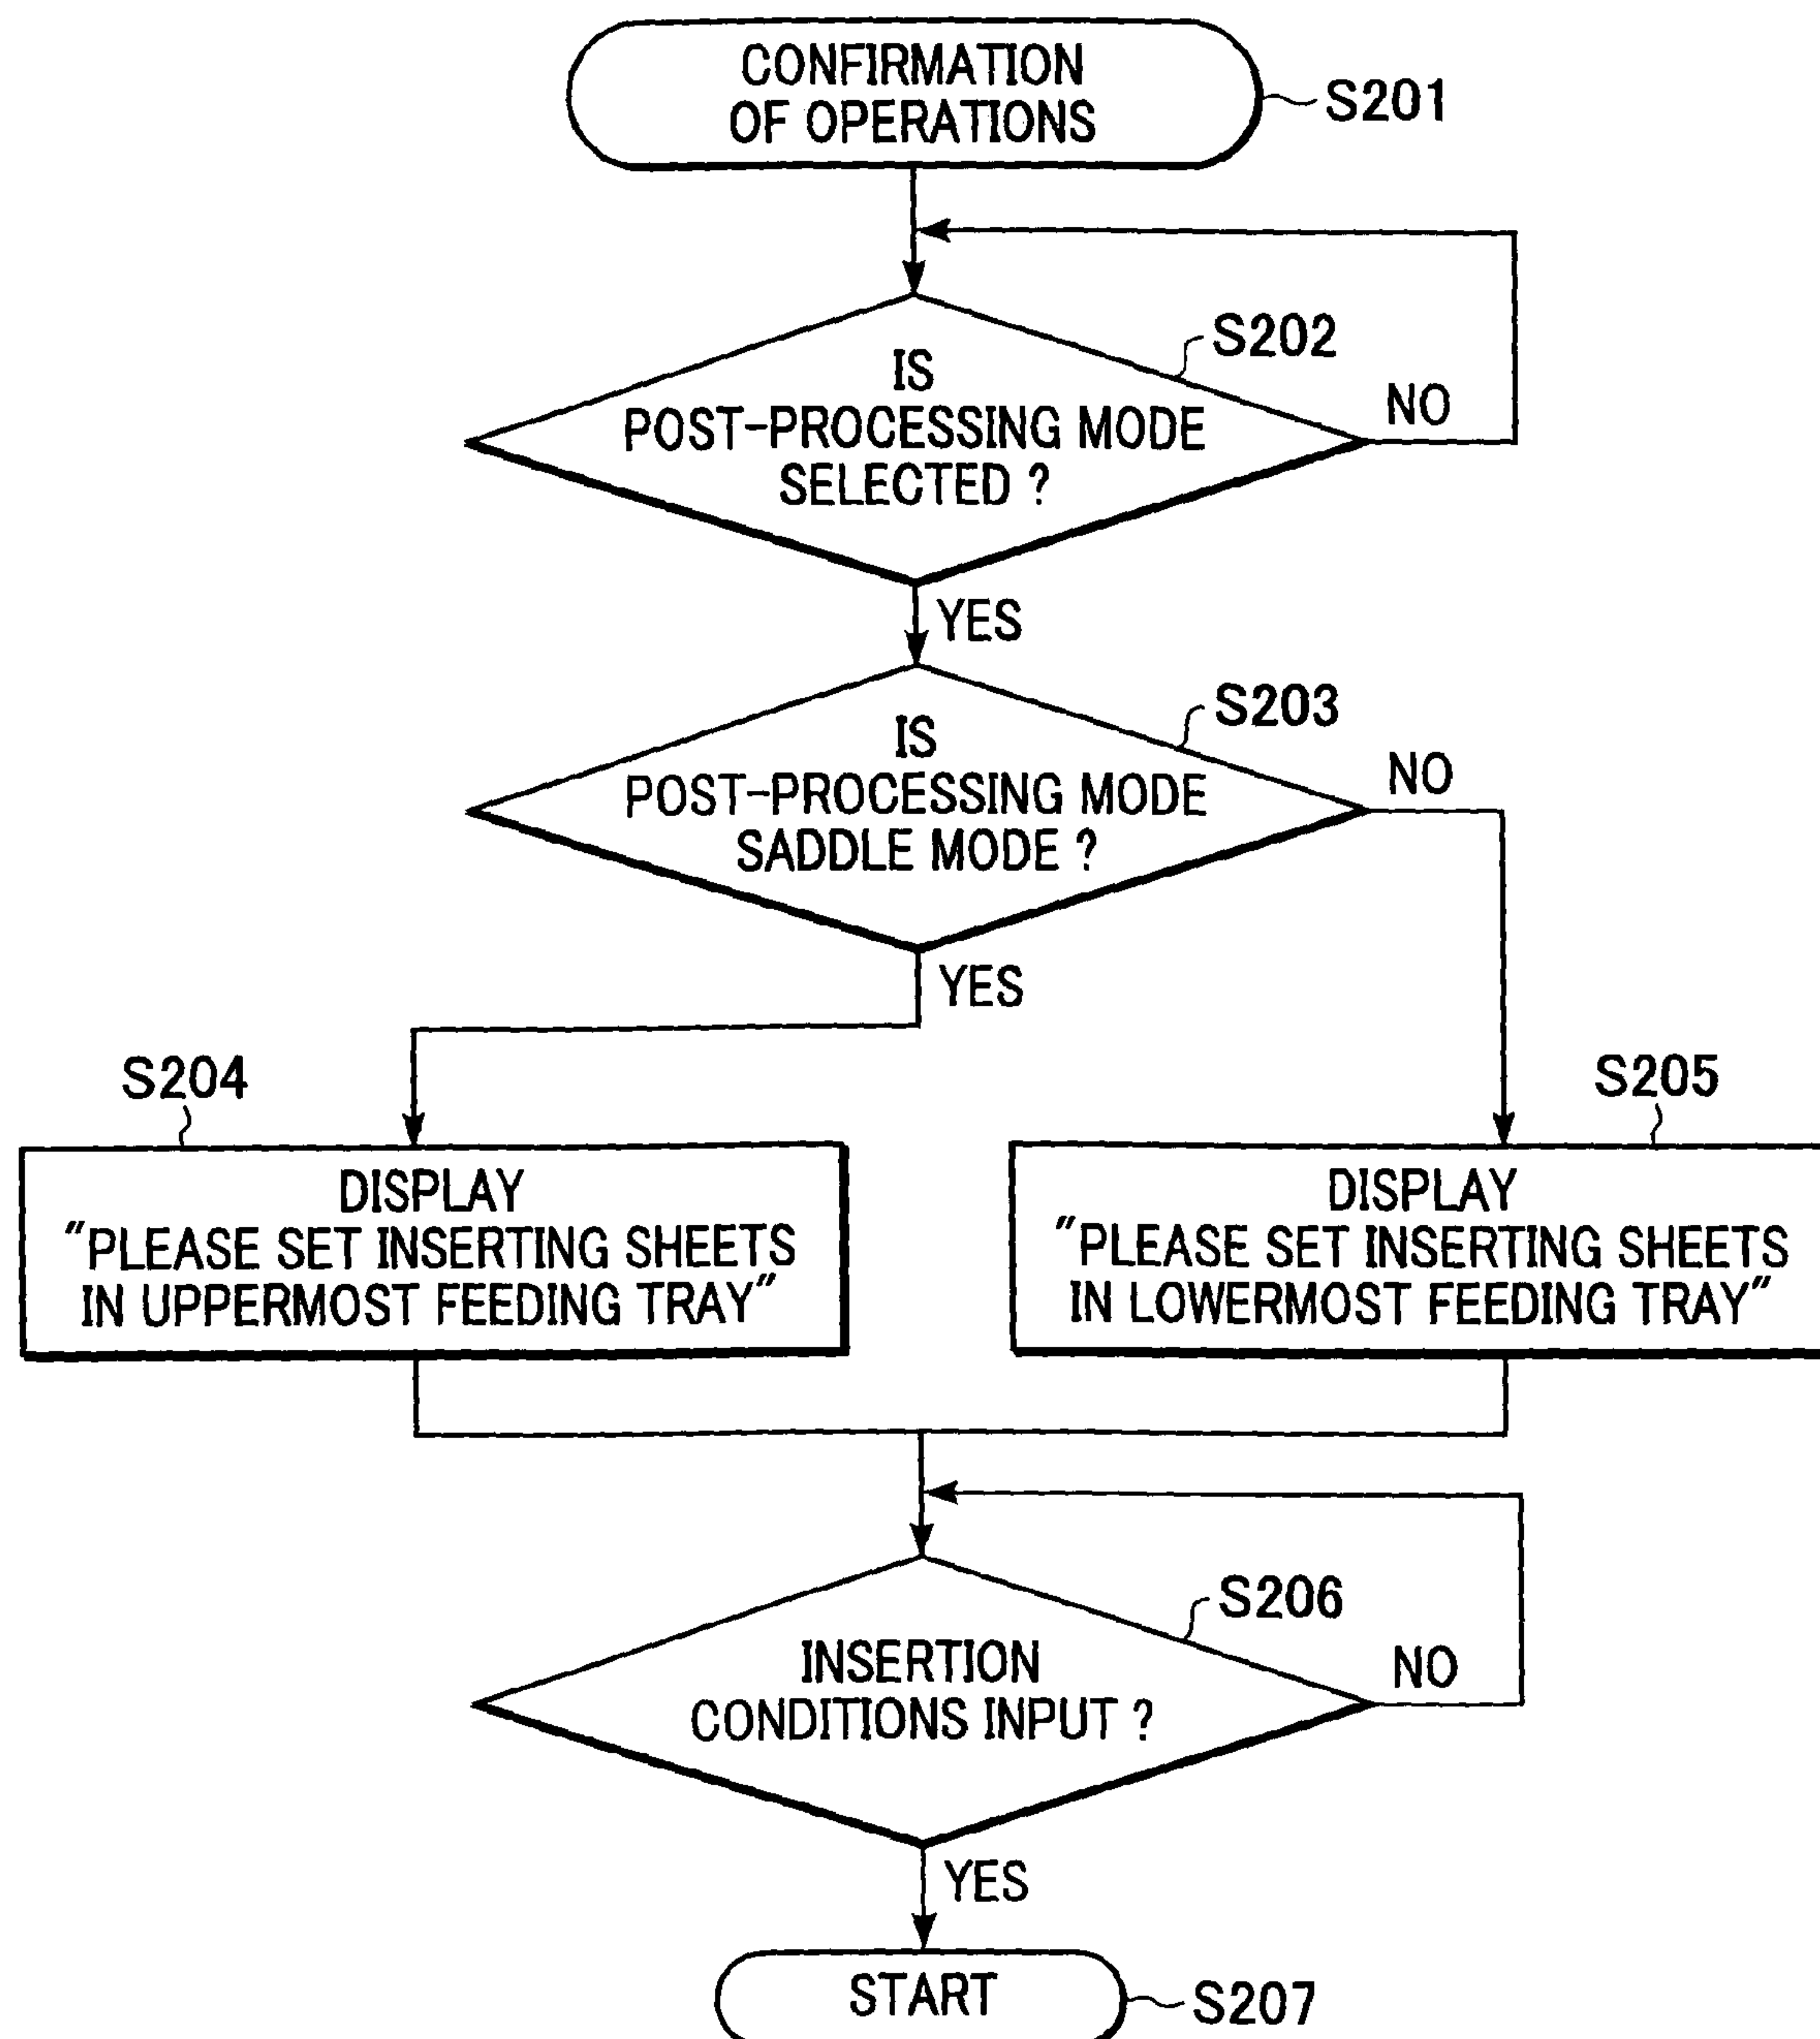 CONFIRMATION
OF OPERATIONS
S201
S202
IS
POST-PROCESSING MODE
SELECTED ?
NO
YES
S203
IS
POST-PROCESSING MODE
SADDLE MODE ?
NO
YES
S204
DISPLAY
"PLEASE SET INSERTING SHEETS
IN UPPERMOST FEEDING TRAY"
S205
DISPLAY
"PLEASE SET INSERTING SHEETS
IN LOWERMOST FEEDING TRAY"
S206
INSERTION
CONDITIONS INPUT ?
NO
YES
START
S207